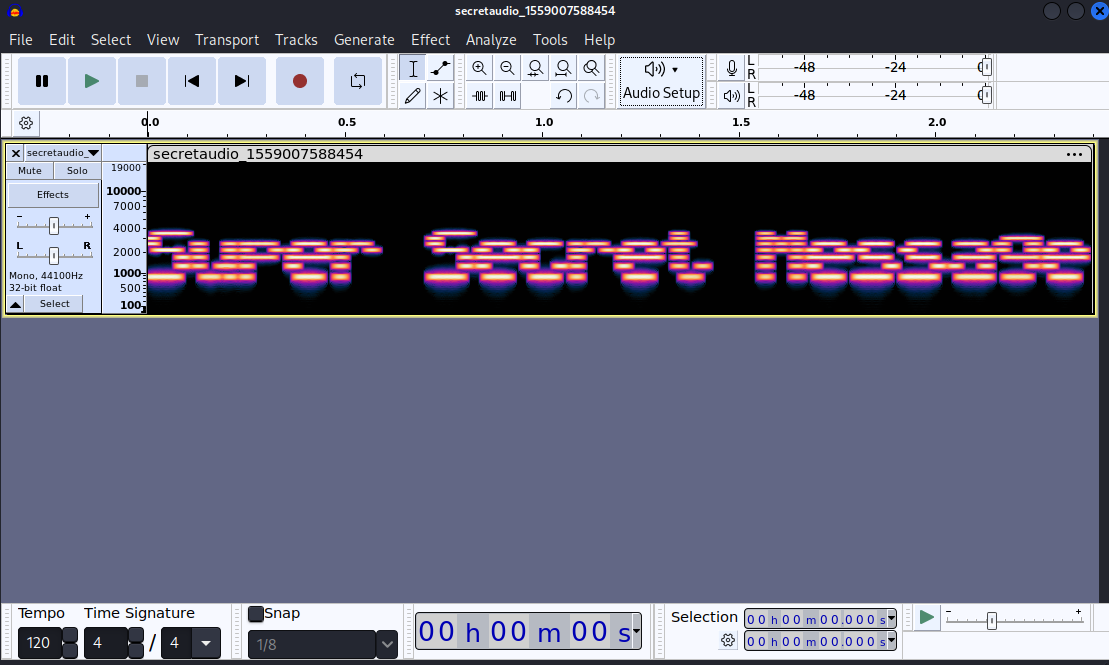 secretaudio_1559007588454
File Edit Select View Transport Tracks Generate Effect Analyze Tools Help
Audio Setup
L R -48 -24 0
L R -48 -24 0
0.0 0.5 1.0 1.5 2.0
secretaudio_
secretaudio_1559007588454
Mute Solo
Effects
- +
L R
Mono, 44100Hz
32-bit float
Select
19000
10000
7000
4000
2000
1000
500
100
Super Secret Message
Tempo Time Signature
120 4 / 4
Snap
1/8
00 h 00 m 00 s
Selection
00 h 00 m 00.000 s
00 h 00 m 00.000 s
- +